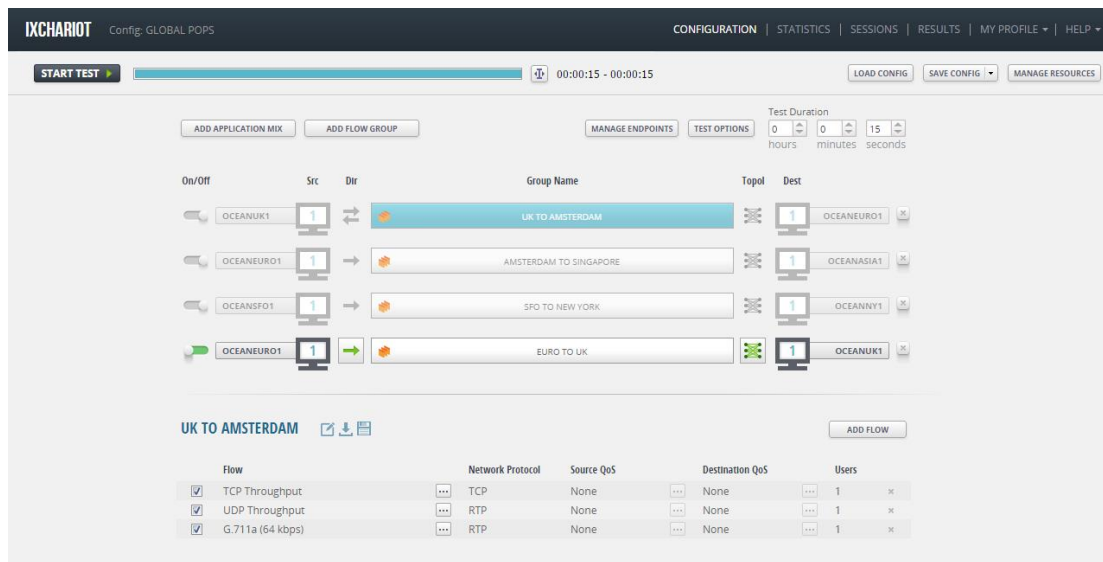 IXCHARIOT Config: GLOBAL POPS CONFIGURATION | STATISTICS | SESSIONS | RESULTS | MY PROFILE | HELP
START TEST 00:00:15 - 00:00:15 LOAD CONFIG SAVE CONFIG MANAGE RESOURCES
Test Duration
ADD APPLICATION MIX ADD FLOW GROUP MANAGE ENDPOINTS TEST OPTIONS 0 0 15
hours minutes seconds
On/Off Src Dir Group Name Topol Dest
OCEANUK1 1 UK TO AMSTERDAM 1 OCEANEURO1
OCEANEURO1 1 AMSTERDAM TO SINGAPORE 1 OCEANASIA1
OCEANSFO1 1 SFO TO NEW YORK 1 OCEANNY1
OCEANEURO1 1 EURO TO UK 1 OCEANUK1
UK TO AMSTERDAM ADD FLOW
Flow Network Protocol Source QoS Destination QoS Users
TCP Throughput ... TCP None ... None ... 1
UDP Throughput ... RTP None ... None ... 1
G.711a (64 kbps) ... RTP None ... None ... 1